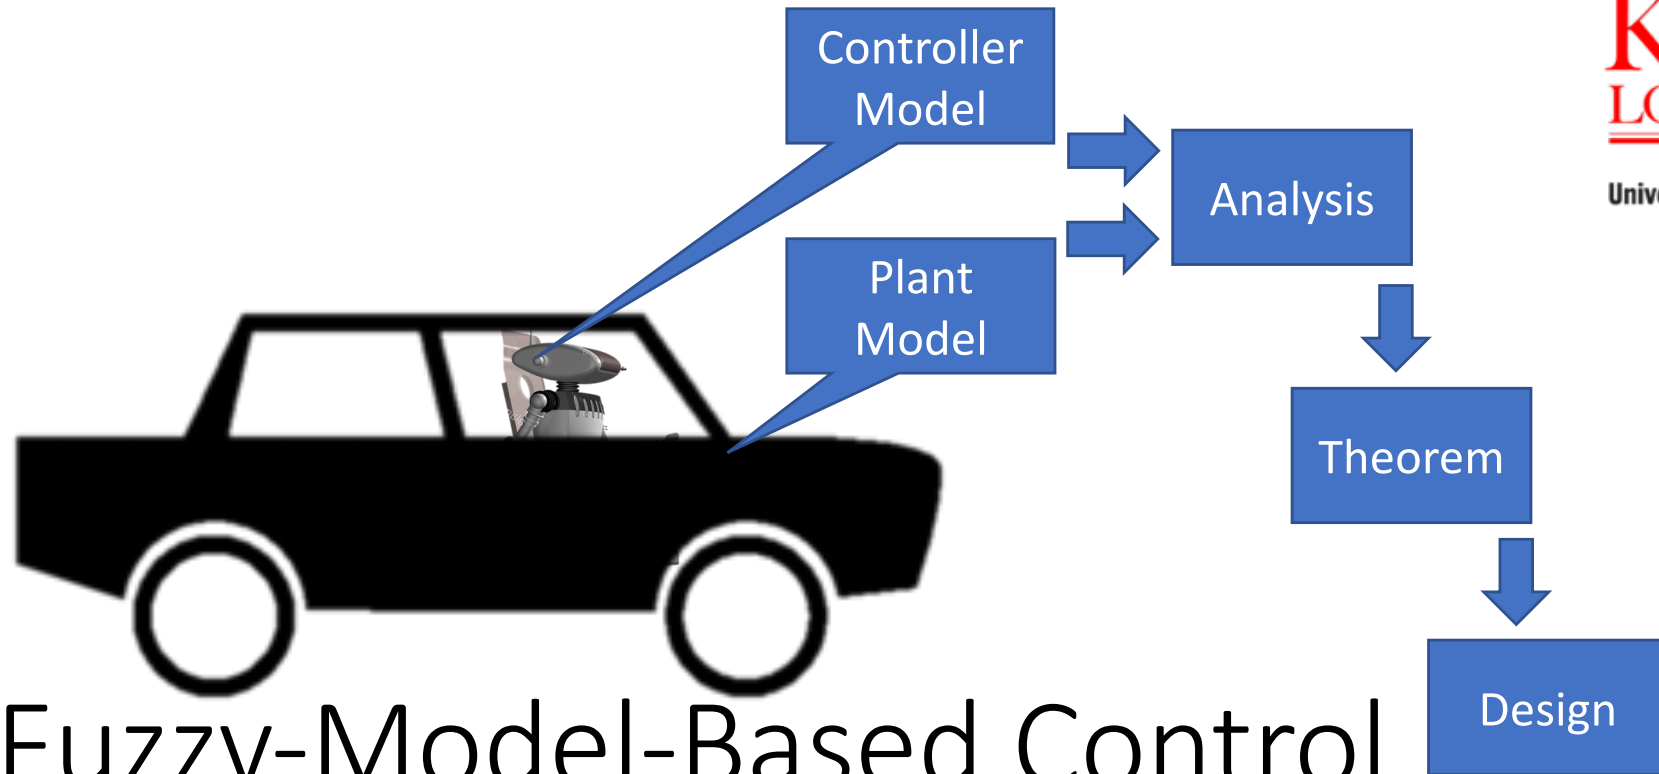 Controller
Model
Analysis
Plant
Model
Theorem
Design
Fuzzy-Model-Based Control